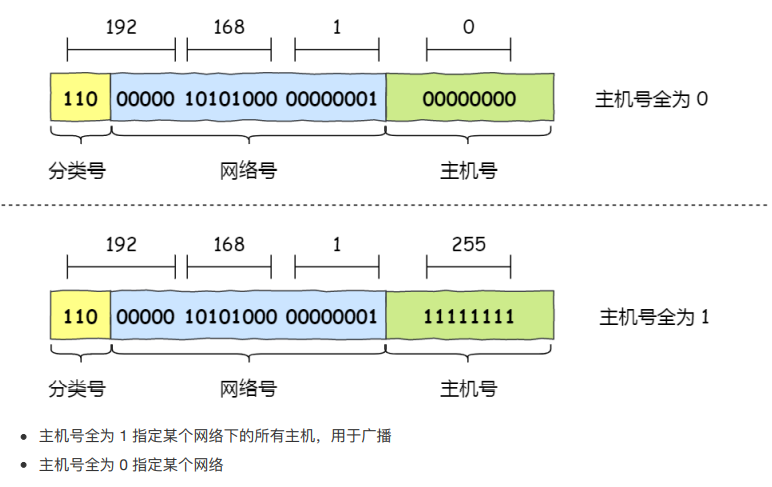 192 168 1 0
110 00000 10101000 00000001 00000000 主机号全为 0
分类号 网络号 主机号
192 168 1 255
110 00000 10101000 00000001 11111111 主机号全为 1
分类号 网络号 主机号
主机号全为 1 指定某个网络下的所有主机，用于广播
主机号全为 0 指定某个网络